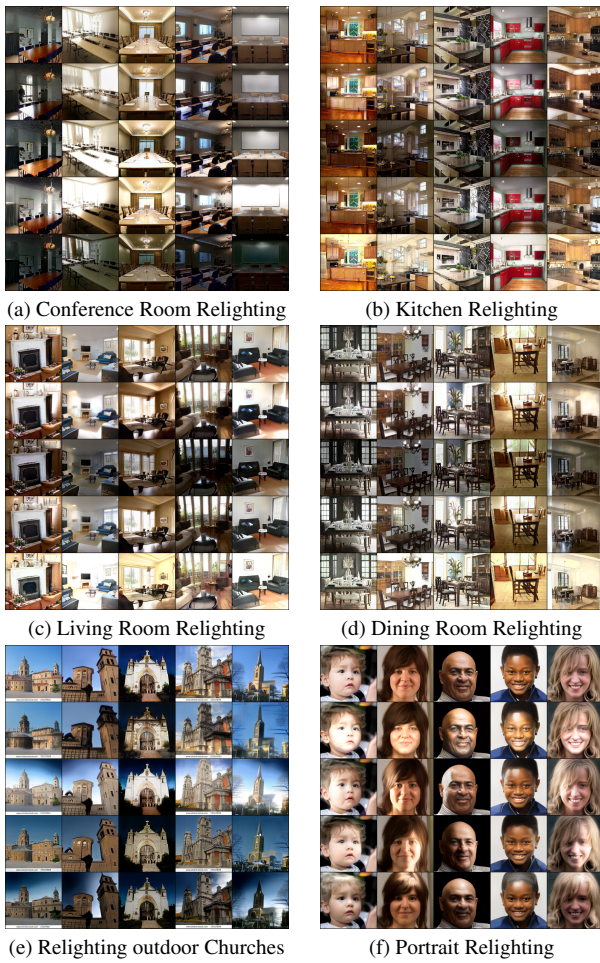 (a) Conference Room Relighting
(b) Kitchen Relighting
(c) Living Room Relighting
(d) Dining Room Relighting
(e) Relighting outdoor Churches
(f) Portrait Relighting